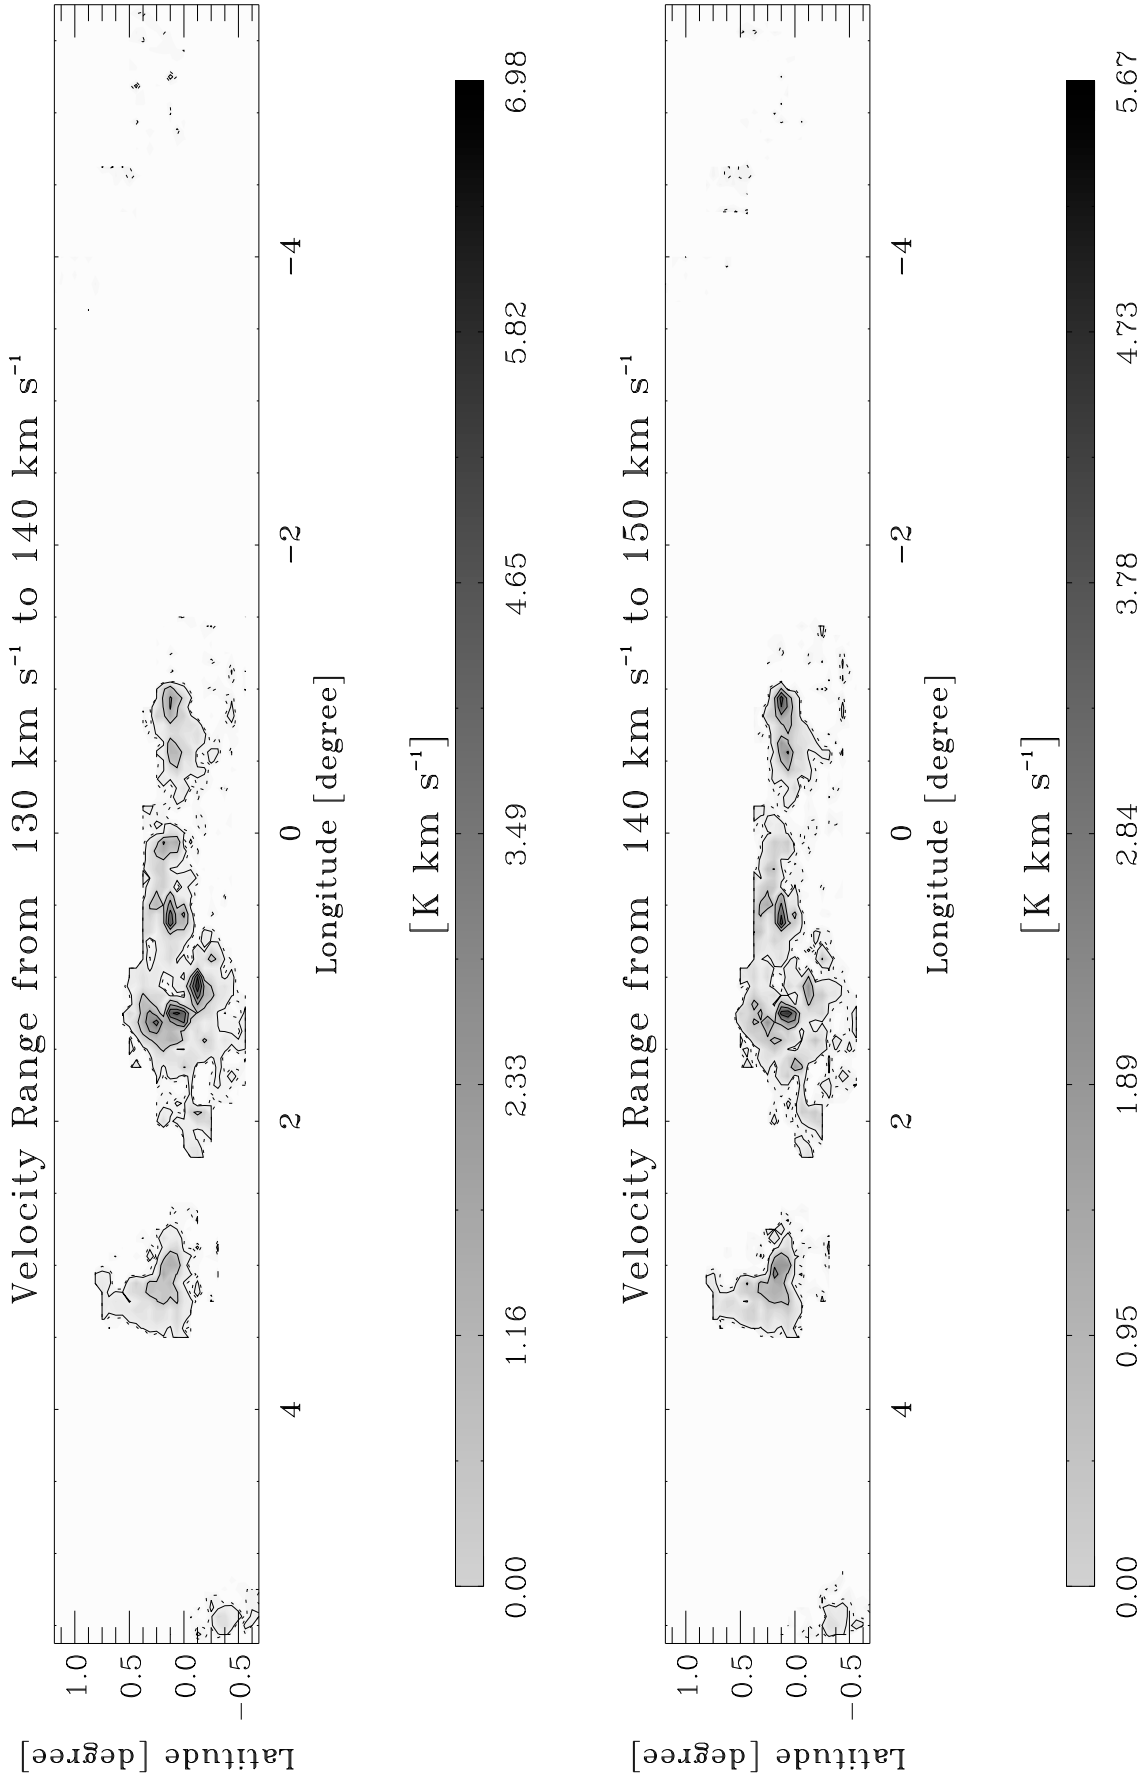 Velocity Range from 130 km s⁻¹ to 140 km s⁻¹
Latitude [degree]
1.0
0.5
0.0
−0.5
4 2 0 −2 −4
Longitude [degree]
[K km s⁻¹]
0.00 1.16 2.33 3.49 4.65 5.82 6.98
Velocity Range from 140 km s⁻¹ to 150 km s⁻¹
Latitude [degree]
1.0
0.5
0.0
−0.5
4 2 0 −2 −4
Longitude [degree]
[K km s⁻¹]
0.00 0.95 1.89 2.84 3.78 4.73 5.67